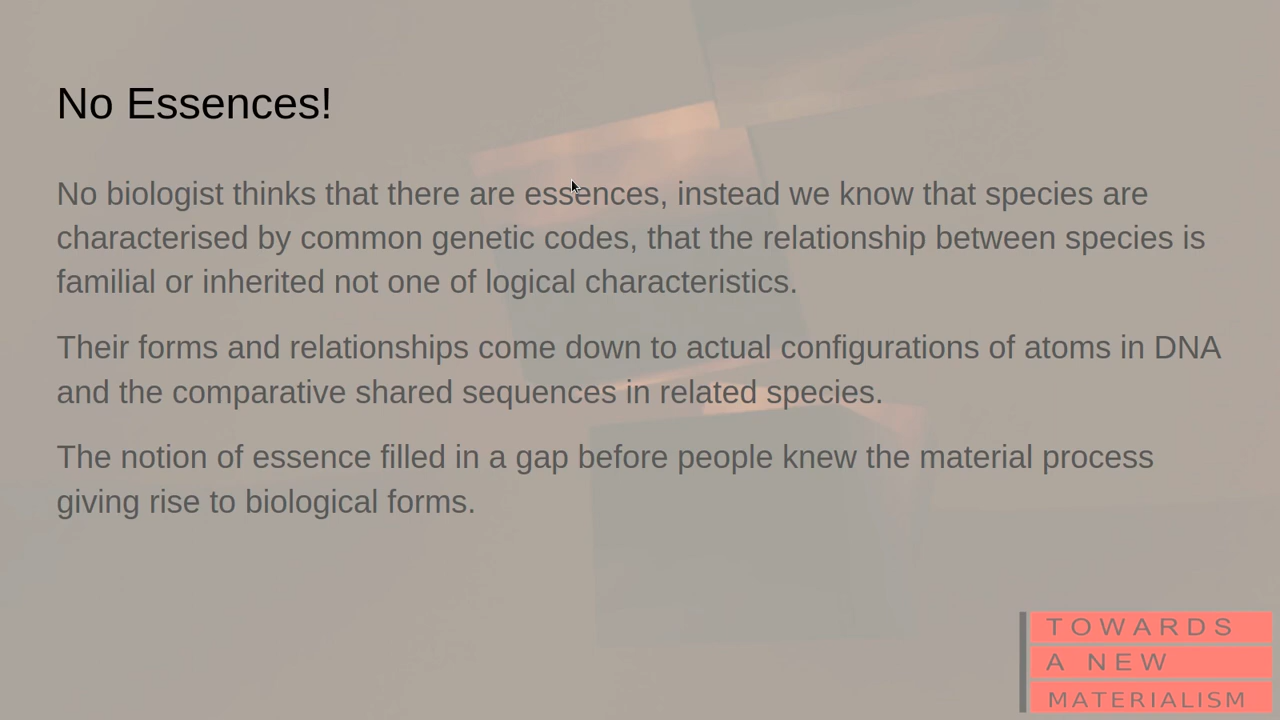 No Essences!
No biologist thinks that there are essences, instead we know that species are
characterised by common genetic codes, that the relationship between species is
familial or inherited not one of logical characteristics.
Their forms and relationships come down to actual configurations of atoms in DNA
and the comparative shared sequences in related species.
The notion of essence filled in a gap before people knew the material process
giving rise to biological forms.
TOWARDS
A NEW
MATERIALISM